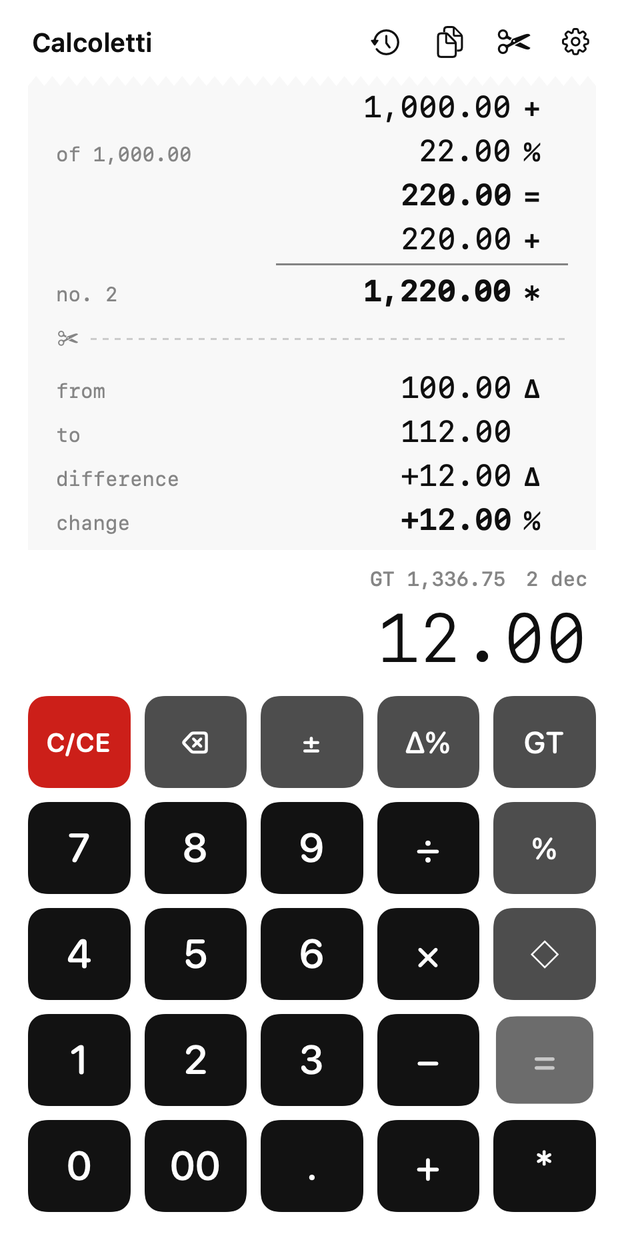 Calcoletti
1,000.00 +
of 1,000.00 22.00 %
220.00 =
220.00 +
no. 2 1,220.00 *
from 100.00 Δ
to 112.00
difference +12.00 Δ
change +12.00 %
GT 1,336.75 2 dec
12.00
C/CE ± Δ% GT
7 8 9 ÷ %
4 5 6 × ◇
1 2 3 − =
0 00 . + *